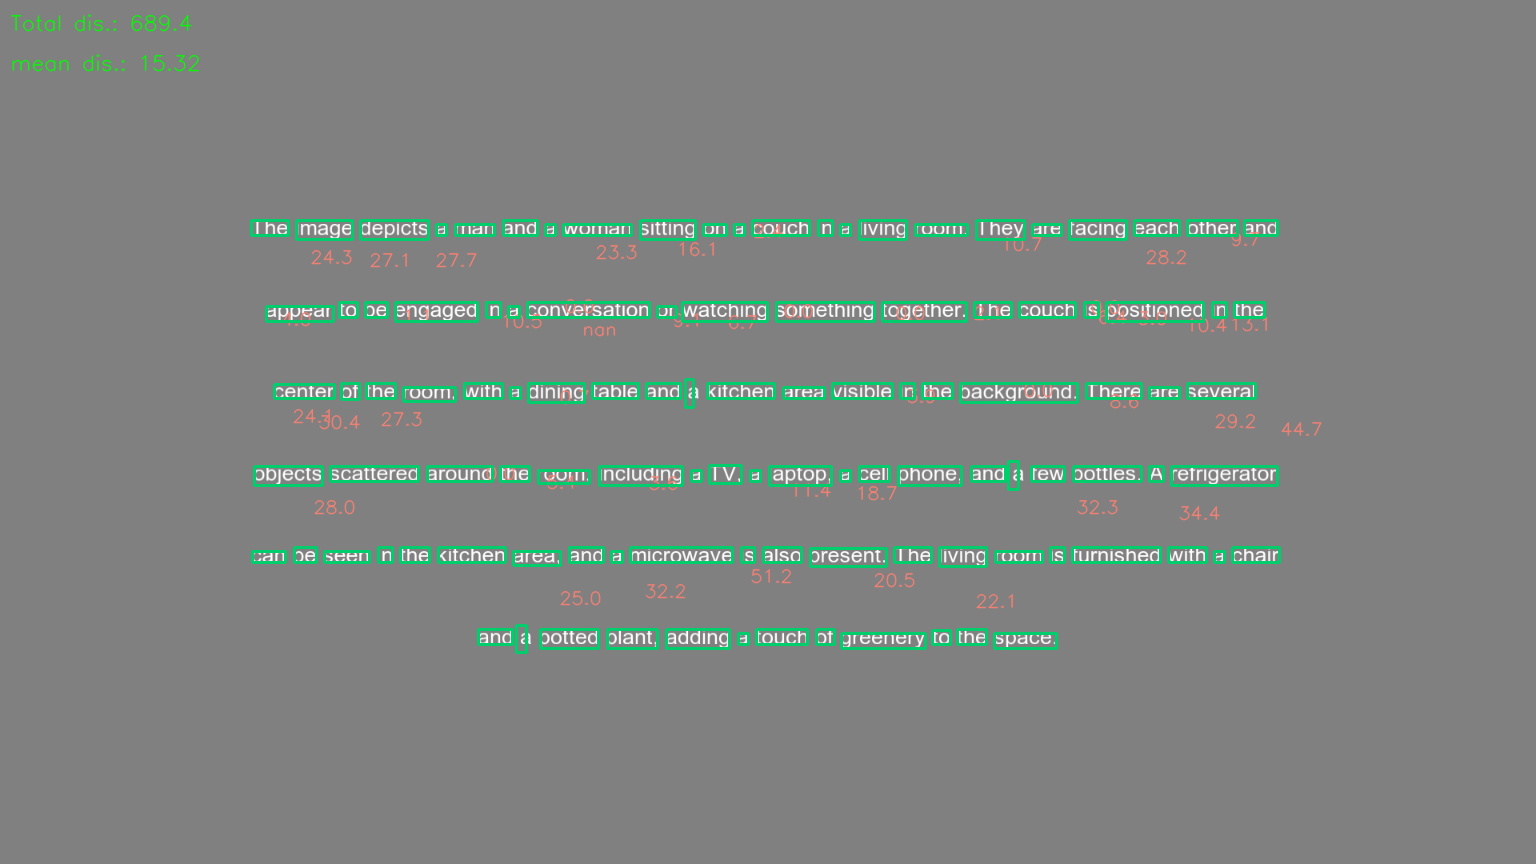 Total dis.: 689.4
mean dis.: 15.32
The image depicts a man and a woman sitting on a couch in a living room. They are facing each other and
24.3 27.1 27.7 23.3 16.1 10.7 28.2 9.7
appear to be engaged in a conversation or watching something together. The couch is positioned in the
10.5 nan 9.1 6.7 10.4 13.1
center of the room, with a dining table and a kitchen area visible in the background. There are several
24.1 30.4 27.3 8.6 29.2 44.7
objects scattered around the room, including a TV, a laptop, a cell phone, and a few bottles. A refrigerator
28.0 11.4 18.7 32.3 34.4
can be seen in the kitchen area, and a microwave is also present. The living room is furnished with a chair
25.0 32.2 51.2 20.5 22.1
and a potted plant, adding a touch of greenery to the space.